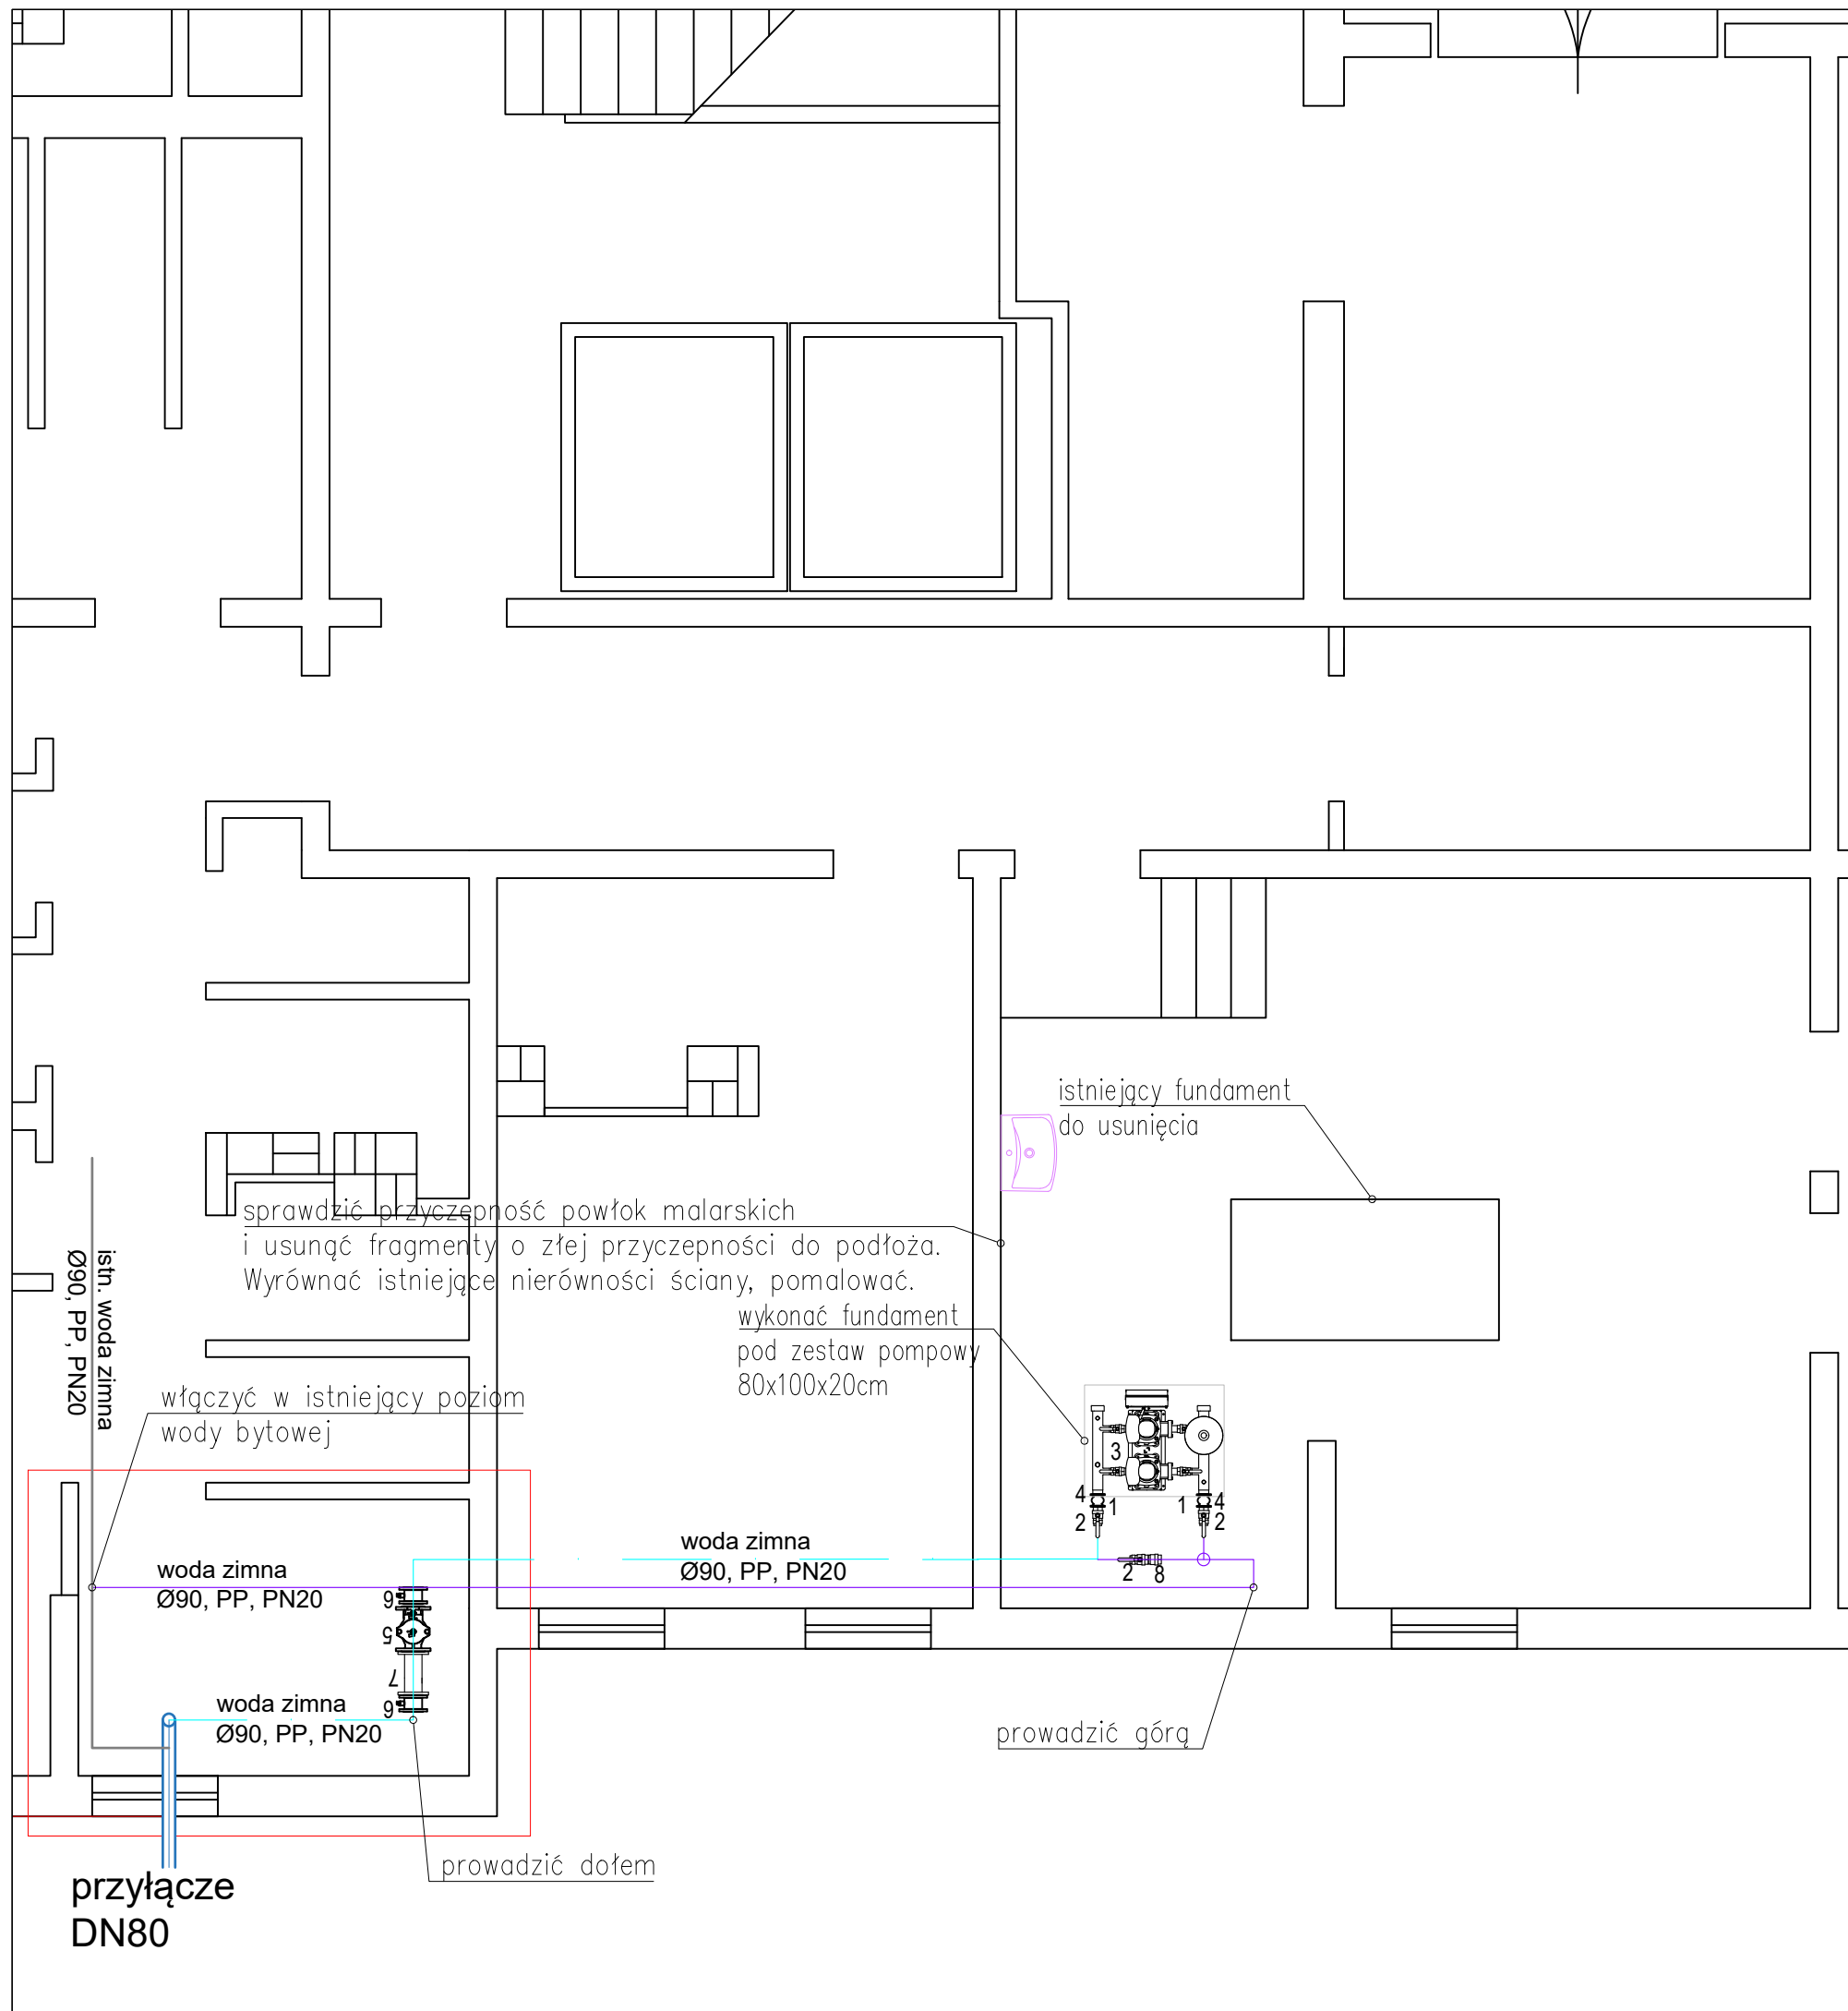 istniejący fundament
do usunięcia
sprawdzić przyczepność powłok malarskich
i usunąć fragmenty o złej przyczepności do podłoża.
Wyrównać istniejące nierówności ściany, pomalować.
istn. woda zimna
Ø90, PP, PN20
wykonać fundament
pod zestaw pompowy
80x100x20cm
włączyć w istniejący poziom
wody bytowej
3
4
1
2
1
4
2
2
8
woda zimna
Ø90, PP, PN20
woda zimna
Ø90, PP, PN20
6
5
7
6
woda zimna
Ø90, PP, PN20
prowadzić górą
prowadzić dołem
przyłącze
DN80